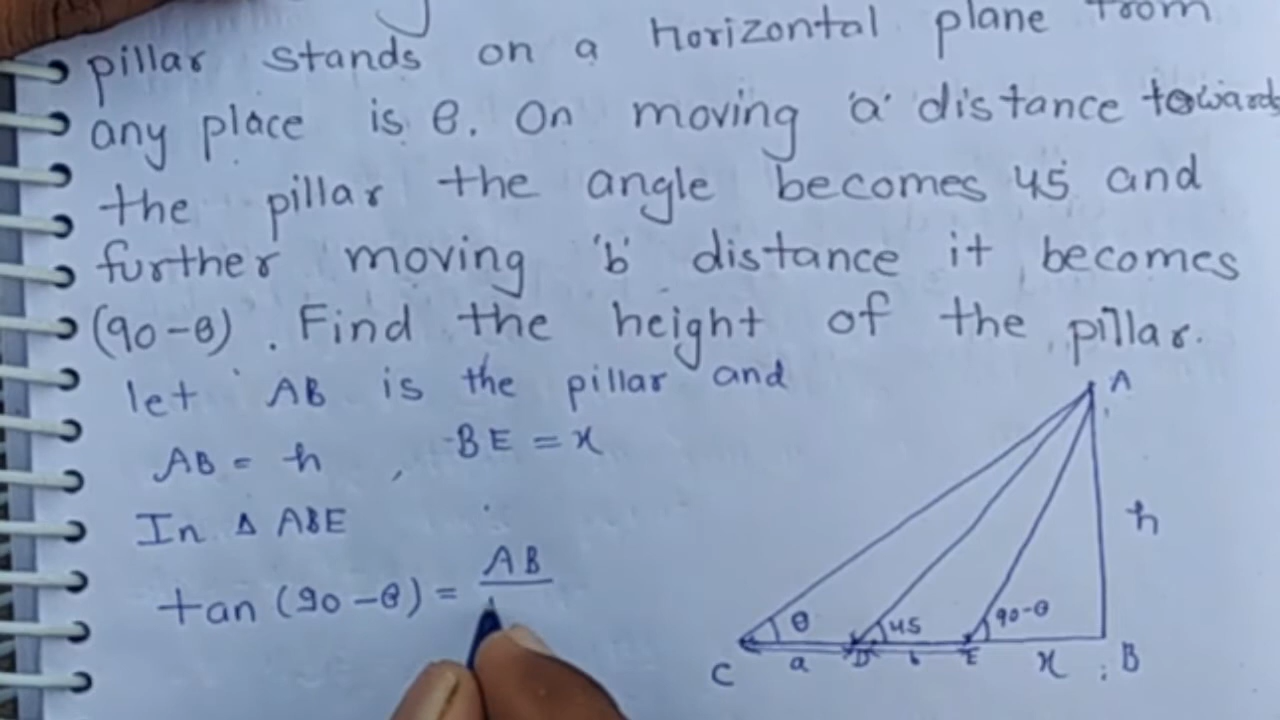 pillar stands on a horizontal plane from
any place is θ. On moving 'a' distance towards
the pillar the angle becomes 45 and
further moving 'b' distance it becomes
(90-θ). Find the height of the pillar.
let AB is the pillar and
AB = h, BE = x
In Δ ABE
tan (90-θ) = AB
A
h
θ
45
90-θ
C
a
D
b
E
x
B